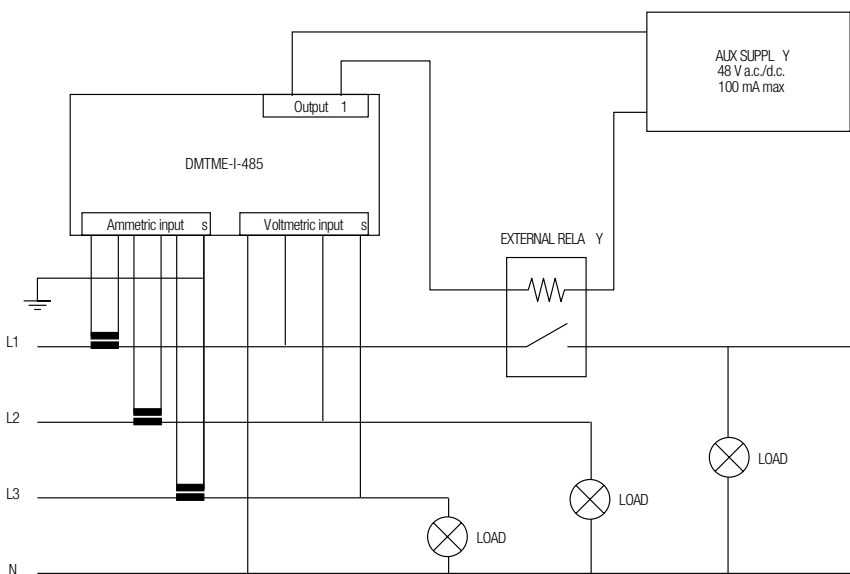 AUX SUPPL Y
48 V a.c./d.c.
100 mA max
Output 1
DMTME-I-485
Ammetric input s
Voltmetric input s
EXTERNAL RELA Y
L1
L2
LOAD
L3
LOAD
LOAD
N